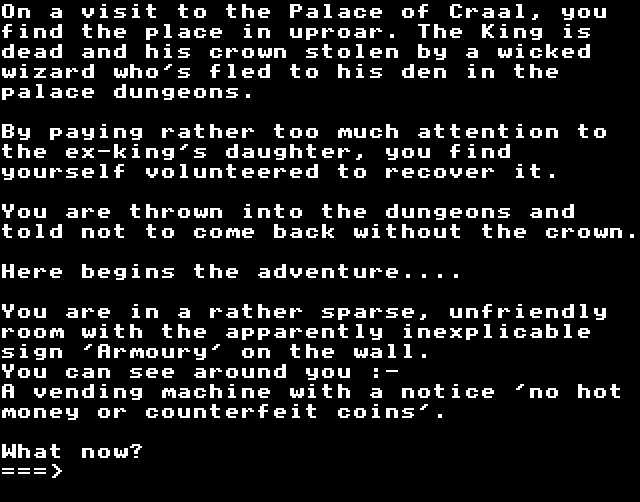 On a visit to the Palace of Craal, you
find the place in uproar. The King is
dead and his crown stolen by a wicked
wizard who's fled to his den in the
palace dungeons.
By paying rather too much attention to
the ex-king's daughter, you find
yourself volunteered to recover it.
You are thrown into the dungeons and
told not to come back without the crown.
Here begins the adventure....
You are in a rather sparse, unfriendly
room with the apparently inexplicable
sign 'Armoury' on the wall.
You can see around you :-
A vending machine with a notice 'no hot
money or counterfeit coins'.
What now?
===>